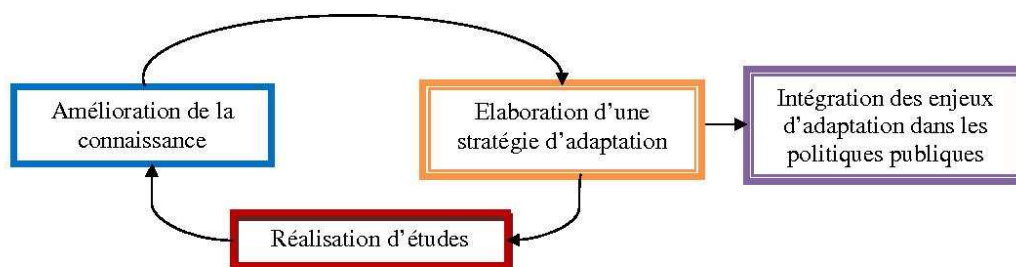 Amélioration de la
connaissance
Elaboration d'une
stratégie d'adaptation
Intégration des enjeux
d'adaptation dans les
politiques publiques
Réalisation d'études